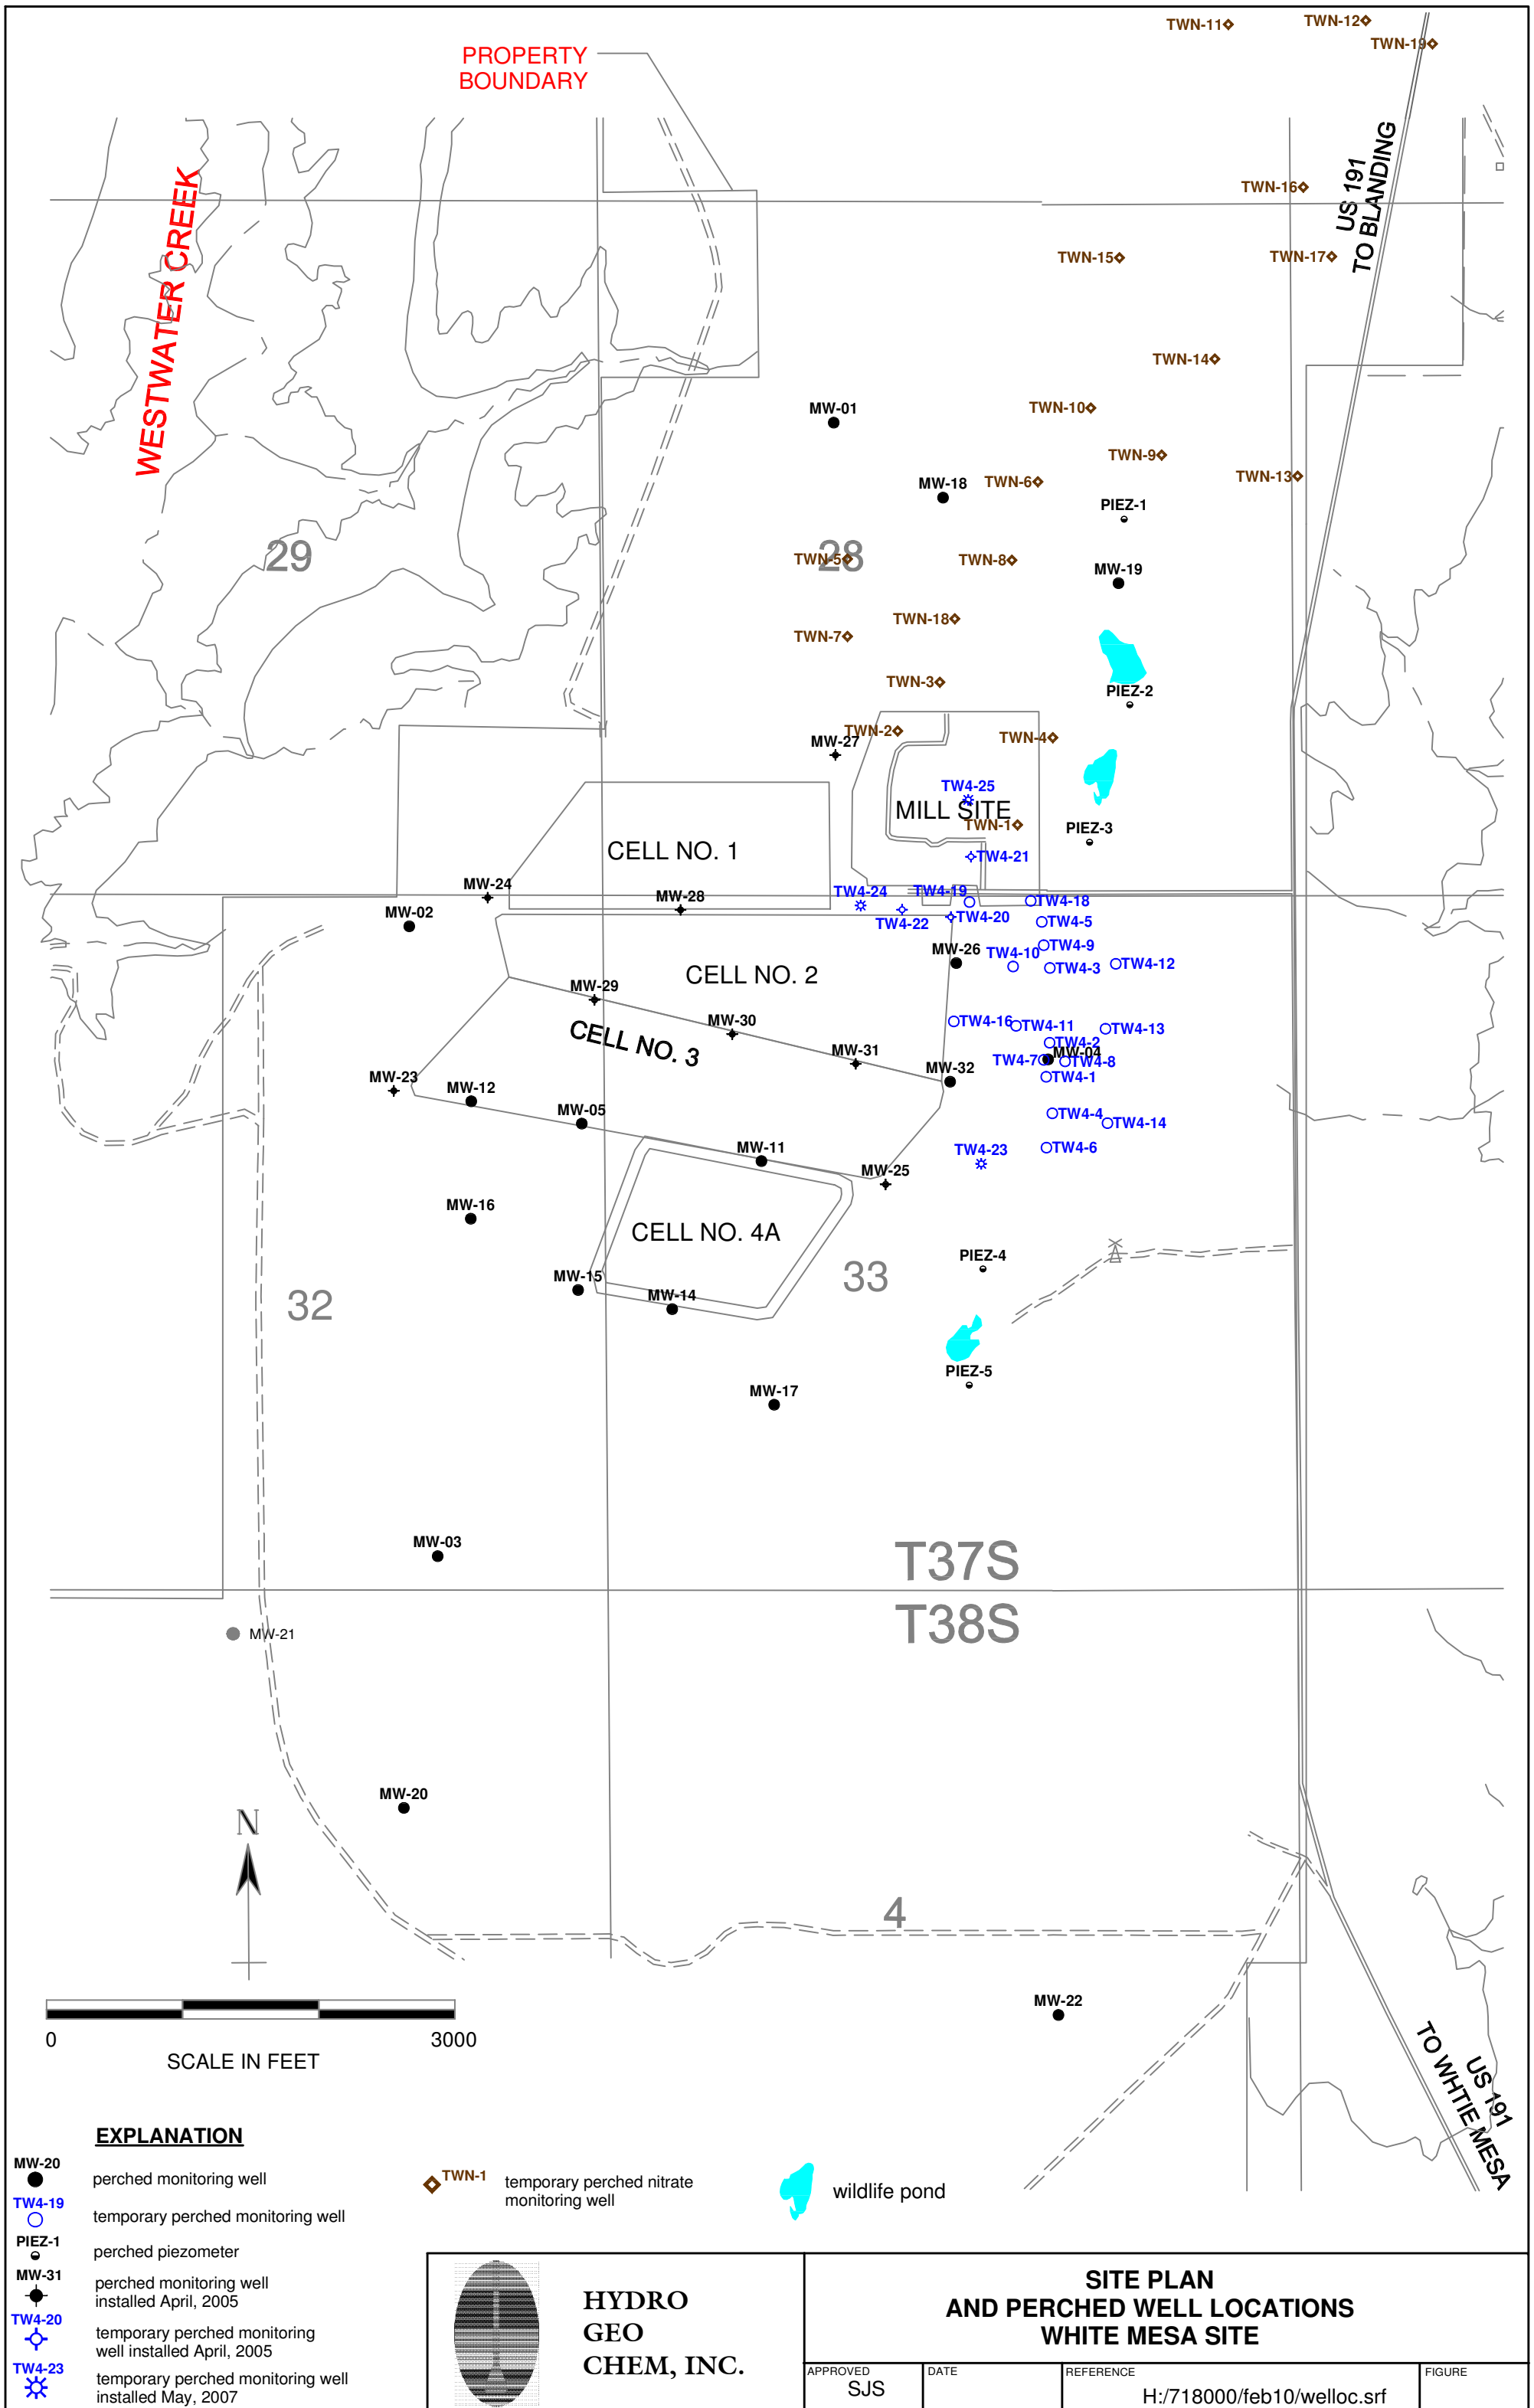 TWN-11
TWN-12
TWN-19
PROPERTY
BOUNDARY
WESTWATER CREEK
US 191
TO BLANDING
TWN-16
TWN-15
TWN-17
TWN-14
MW-01
TWN-10
TWN-9
TWN-13
MW-18
TWN-6
PIEZ-1
29
28
TWN-5
TWN-8
MW-19
TWN-18
TWN-7
TWN-3
PIEZ-2
TWN-2
MW-27
TWN-4
TW4-25
MILL SITE
TWN-1
PIEZ-3
CELL NO. 1
TW4-21
MW-24
MW-28
TW4-24
TW4-19
TW4-18
MW-02
TW4-22
TW4-20
TW4-5
MW-26
TW4-9
TW4-10
TW4-3
TW4-12
CELL NO. 2
MW-29
MW-30
CELL NO. 3
TW4-16
TW4-11
TW4-13
TW4-2
MW-31
TW4-7
MW-04
TW4-8
MW-32
TW4-1
MW-23
MW-12
MW-05
TW4-4
TW4-14
MW-11
TW4-6
TW4-23
MW-25
MW-16
CELL NO. 4A
PIEZ-4
33
MW-15
MW-14
32
PIEZ-5
MW-17
MW-03
T37S
T38S
MW-21
MW-20
N
4
MW-22
0
3000
SCALE IN FEET
US 191
TO WHTIE MESA
EXPLANATION
MW-20
perched monitoring well
TW4-19
temporary perched monitoring well
PIEZ-1
perched piezometer
MW-31
perched monitoring well
installed April, 2005
TW4-20
temporary perched monitoring
well installed April, 2005
TW4-23
temporary perched monitoring well
installed May, 2007
TWN-1
temporary perched nitrate
monitoring well
wildlife pond
HYDRO
GEO
CHEM, INC.
SITE PLAN
AND PERCHED WELL LOCATIONS
WHITE MESA SITE
APPROVED
SJS
DATE
REFERENCE
H:/718000/feb10/welloc.srf
FIGURE